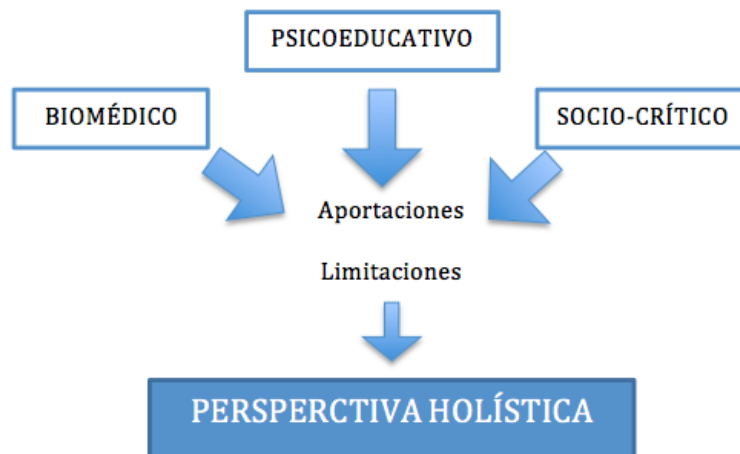 PSICOEDUCATIVO
BIOMÉDICO
SOCIO-CRÍTICO
Aportaciones
Limitaciones
PERSPERCTIVA HOLÍSTICA